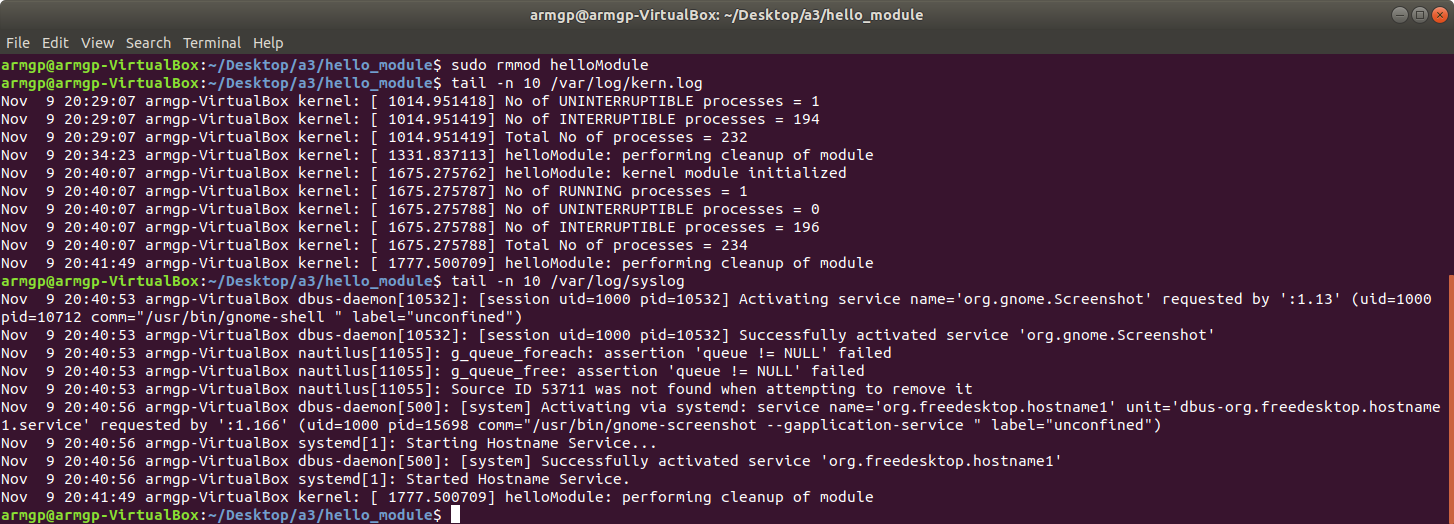 armgp@armgp-VirtualBox: ~/Desktop/a3/hello_module
File Edit View Search Terminal Help
armgp@armgp-VirtualBox:~/Desktop/a3/hello_module$ sudo rmmod helloModule
armgp@armgp-VirtualBox:~/Desktop/a3/hello_module$ tail -n 10 /var/log/kern.log
Nov  9 20:29:07 armgp-VirtualBox kernel: [ 1014.951418] No of UNINTERRUPTIBLE processes = 1
Nov  9 20:29:07 armgp-VirtualBox kernel: [ 1014.951419] No of INTERRUPTIBLE processes = 194
Nov  9 20:29:07 armgp-VirtualBox kernel: [ 1014.951419] Total No of processes = 232
Nov  9 20:34:23 armgp-VirtualBox kernel: [ 1331.837113] helloModule: performing cleanup of module
Nov  9 20:40:07 armgp-VirtualBox kernel: [ 1675.275762] helloModule: kernel module initialized
Nov  9 20:40:07 armgp-VirtualBox kernel: [ 1675.275787] No of RUNNING processes = 1
Nov  9 20:40:07 armgp-VirtualBox kernel: [ 1675.275788] No of UNINTERRUPTIBLE processes = 0
Nov  9 20:40:07 armgp-VirtualBox kernel: [ 1675.275788] No of INTERRUPTIBLE processes = 196
Nov  9 20:40:07 armgp-VirtualBox kernel: [ 1675.275788] Total No of processes = 234
Nov  9 20:41:49 armgp-VirtualBox kernel: [ 1777.500709] helloModule: performing cleanup of module
armgp@armgp-VirtualBox:~/Desktop/a3/hello_module$ tail -n 10 /var/log/syslog
Nov  9 20:40:53 armgp-VirtualBox dbus-daemon[10532]: [session uid=1000 pid=10532] Activating service name='org.gnome.Screenshot' requested by ':1.13' (uid=1000
pid=10712 comm="/usr/bin/gnome-shell " label="unconfined")
Nov  9 20:40:53 armgp-VirtualBox dbus-daemon[10532]: [session uid=1000 pid=10532] Successfully activated service 'org.gnome.Screenshot'
Nov  9 20:40:53 armgp-VirtualBox nautilus[11055]: g_queue_foreach: assertion 'queue != NULL' failed
Nov  9 20:40:53 armgp-VirtualBox nautilus[11055]: g_queue_free: assertion 'queue != NULL' failed
Nov  9 20:40:53 armgp-VirtualBox nautilus[11055]: Source ID 53711 was not found when attempting to remove it
Nov  9 20:40:56 armgp-VirtualBox dbus-daemon[500]: [system] Activating via systemd: service name='org.freedesktop.hostname1' unit='dbus-org.freedesktop.hostname
1.service' requested by ':1.166' (uid=1000 pid=15698 comm="/usr/bin/gnome-screenshot --gapplication-service " label="unconfined")
Nov  9 20:40:56 armgp-VirtualBox systemd[1]: Starting Hostname Service...
Nov  9 20:40:56 armgp-VirtualBox dbus-daemon[500]: [system] Successfully activated service 'org.freedesktop.hostname1'
Nov  9 20:40:56 armgp-VirtualBox systemd[1]: Started Hostname Service.
Nov  9 20:41:49 armgp-VirtualBox kernel: [ 1777.500709] helloModule: performing cleanup of module
armgp@armgp-VirtualBox:~/Desktop/a3/hello_module$